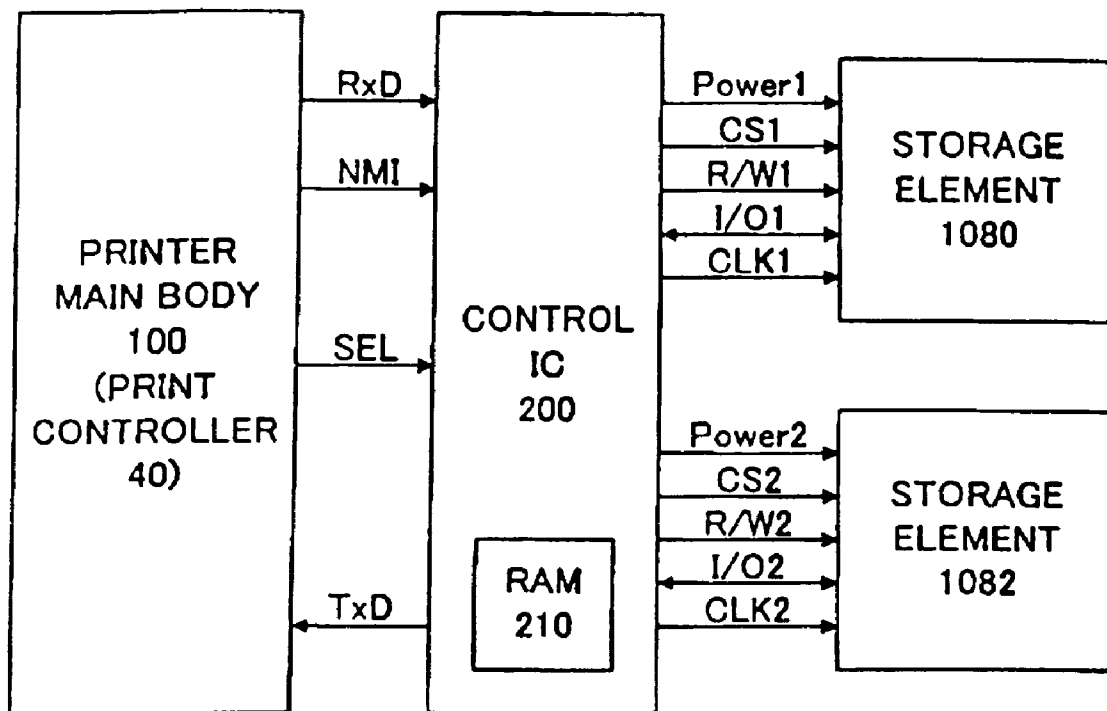 PRINTER
MAIN BODY
100
(PRINT
CONTROLLER
40)
RxD
NMI
SEL
TxD
CONTROL
IC
200
RAM
210
Power1
CS1
R/W1
I/O1
CLK1
STORAGE
ELEMENT
1080
Power2
CS2
R/W2
I/O2
CLK2
STORAGE
ELEMENT
1082